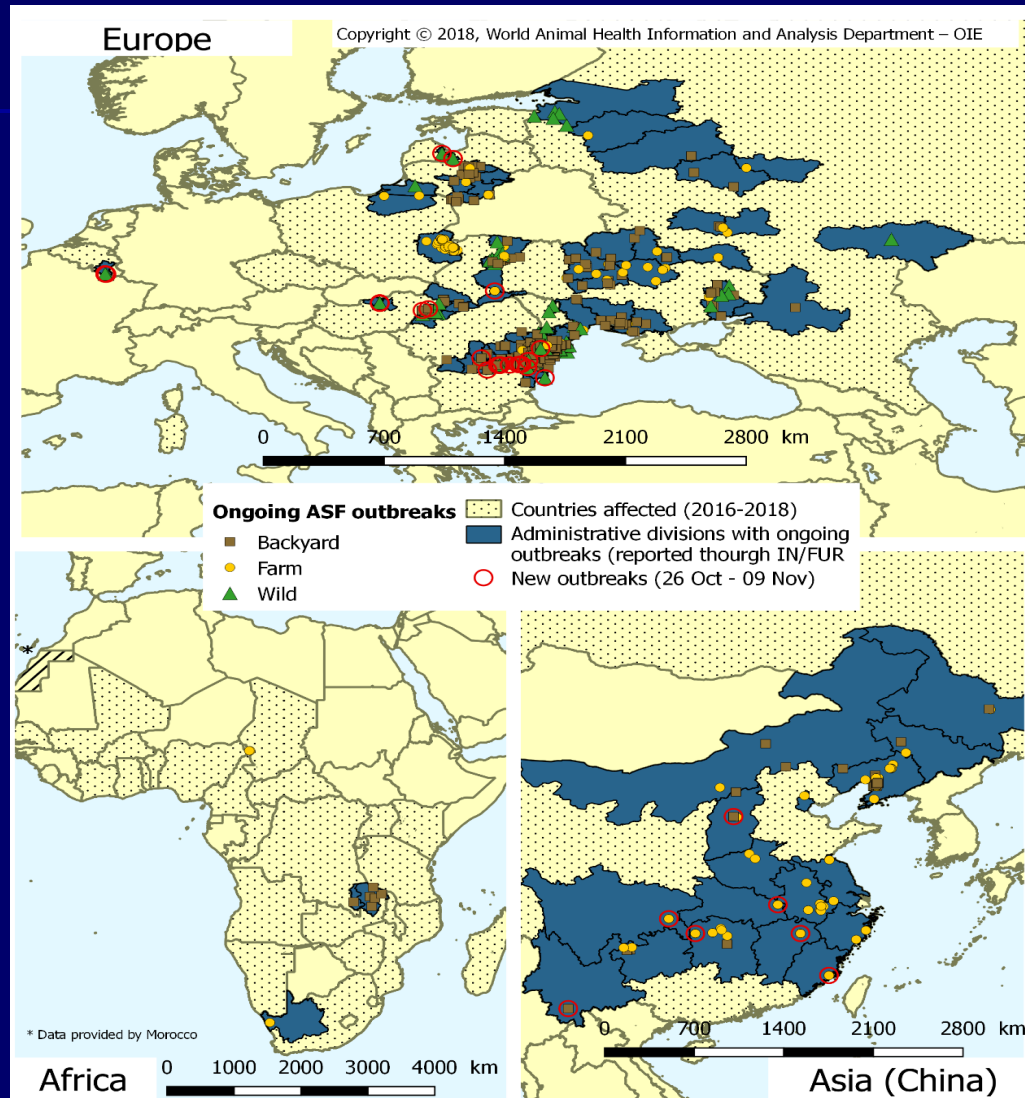 Europe
Copyright © 2018, World Animal Health Information and Analysis Department – OIE
0 700 1400 2100 2800 km
Ongoing ASF outbreaks
Backyard
Farm
Wild
Countries affected (2016-2018)
Administrative divisions with ongoing
outbreaks (reported thourgh IN/FUR
New outbreaks (26 Oct - 09 Nov)
*
* Data provided by Morocco
Africa
0 1000 2000 3000 4000 km
0 700 1400 2100 2800 km
Asia (China)